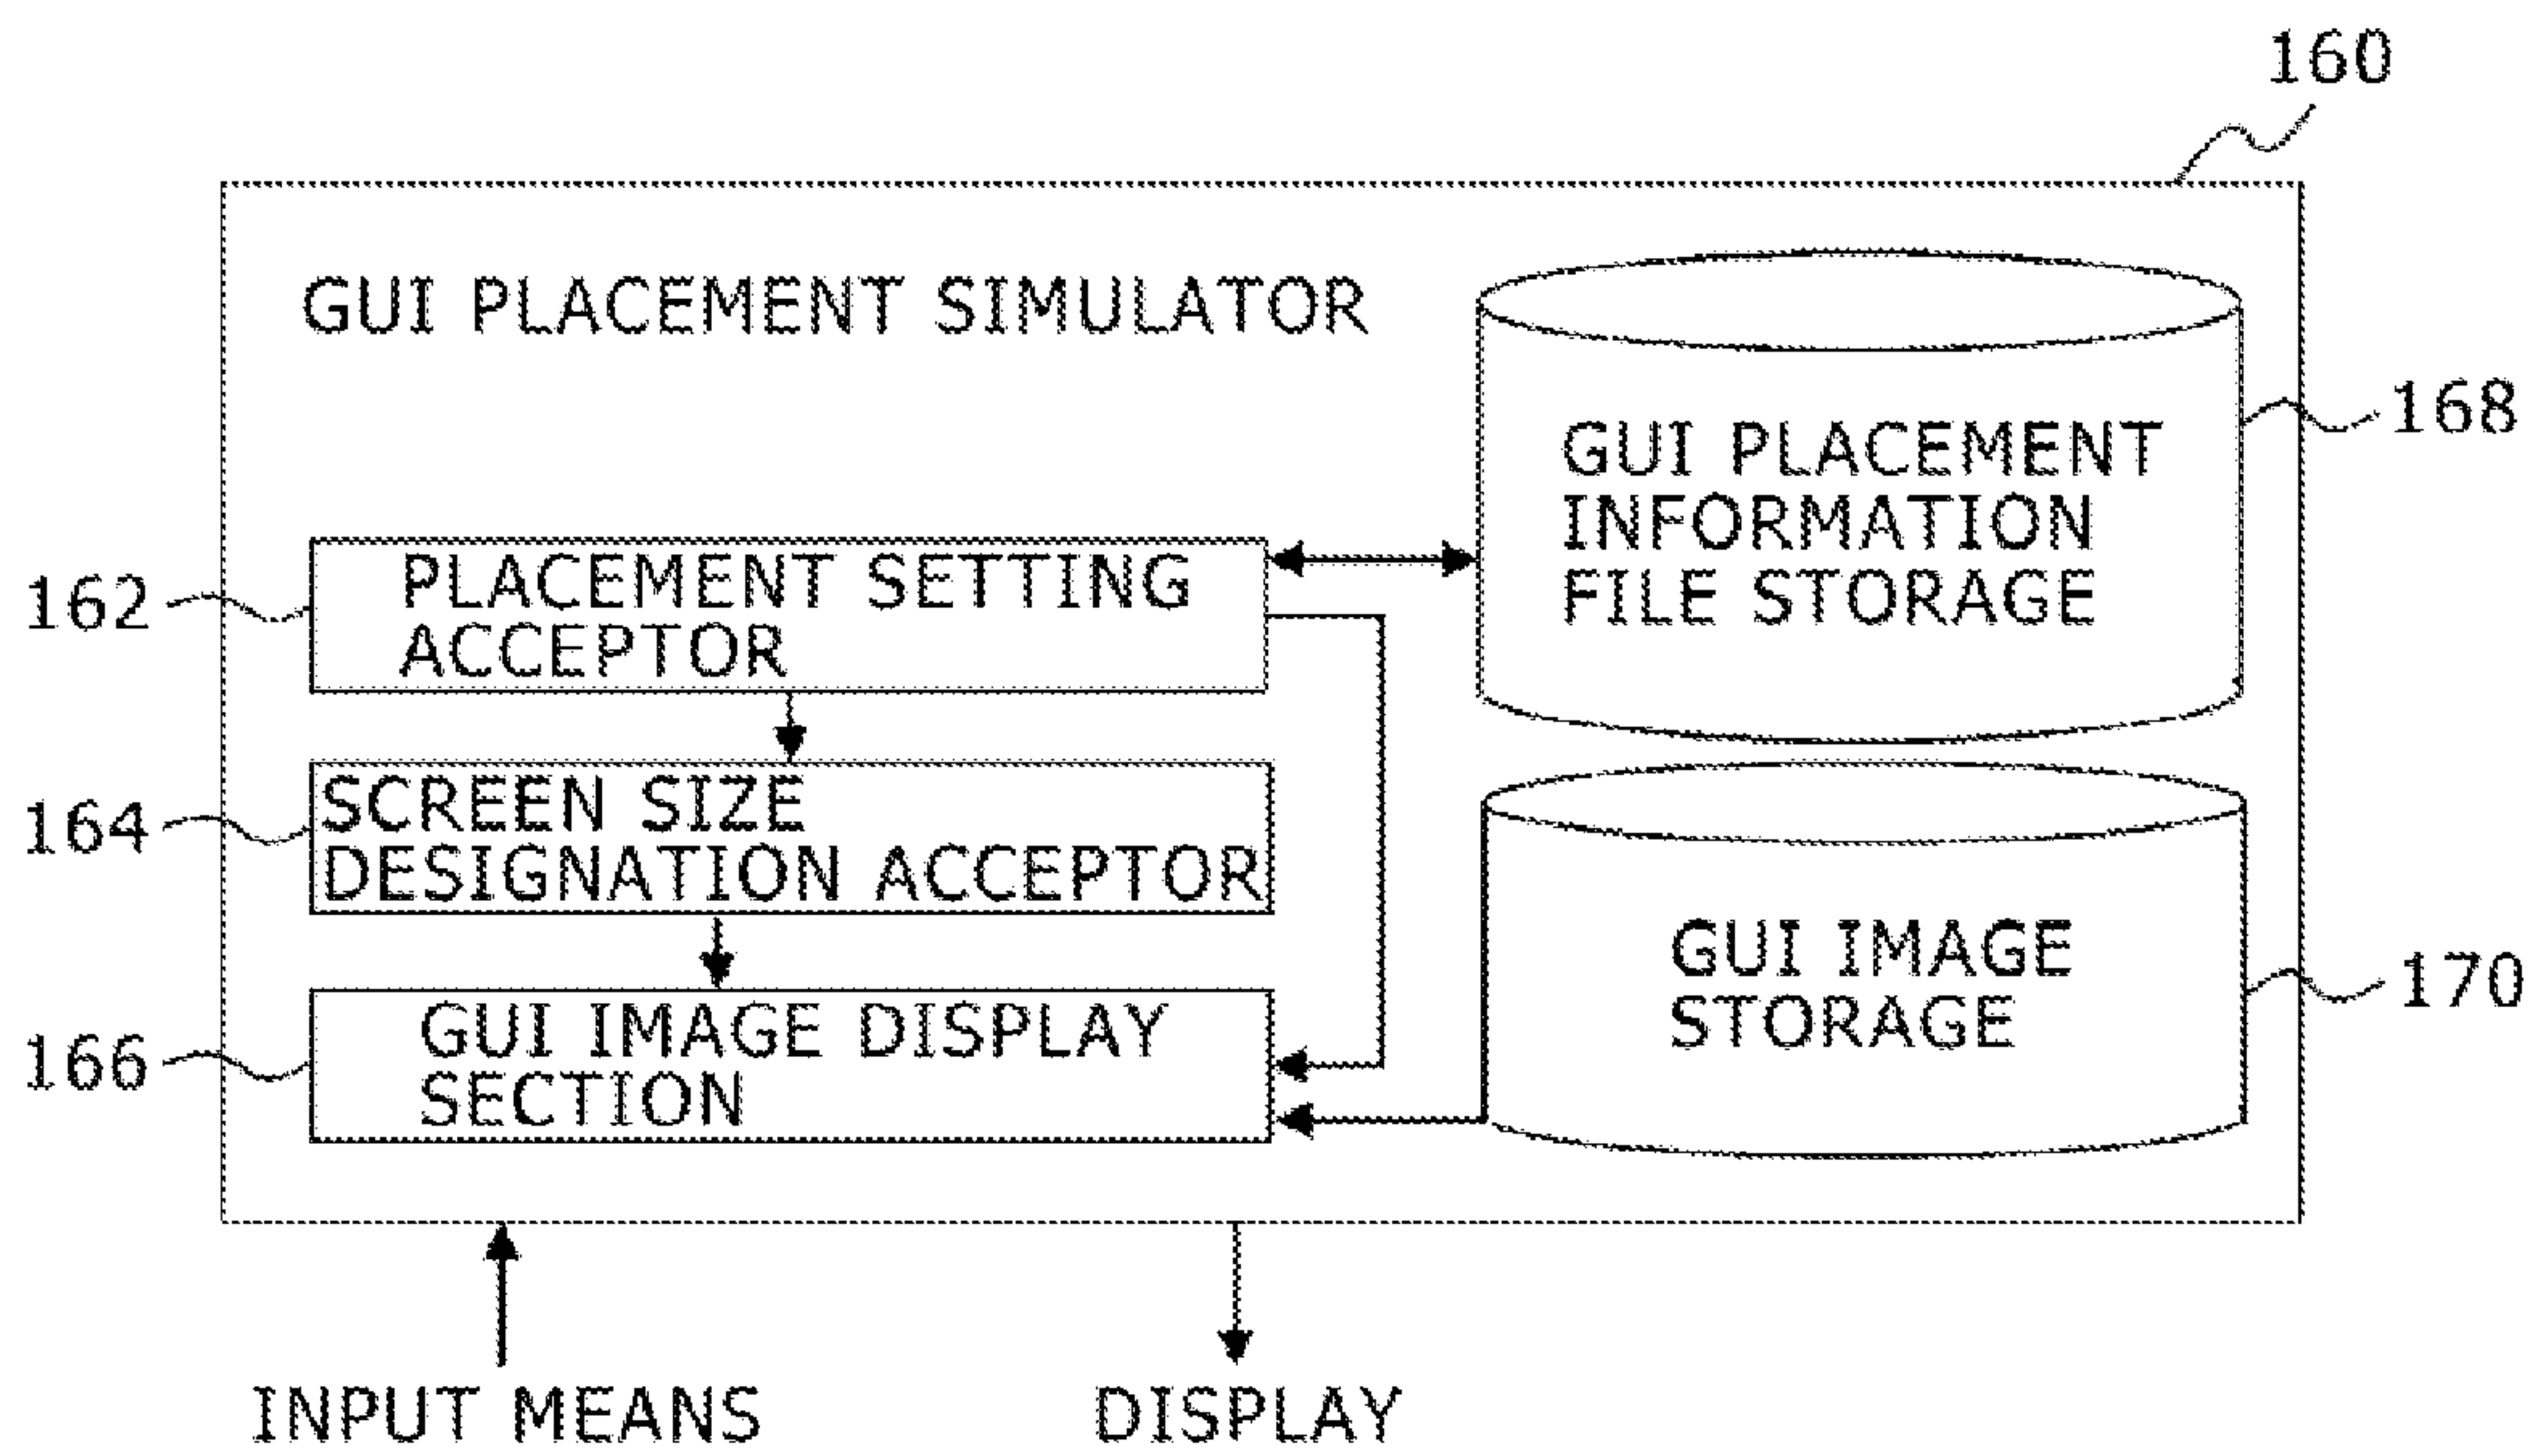 160
GUI PLACEMENT SIMULATOR
168
GUI PLACEMENT
INFORMATION
FILE STORAGE
162
PLACEMENT SETTING
ACCEPTOR
164
SCREEN SIZE
DESIGNATION ACCEPTOR
166
GUI IMAGE DISPLAY
SECTION
GUI IMAGE
STORAGE
170
INPUT MEANS
DISPLAY